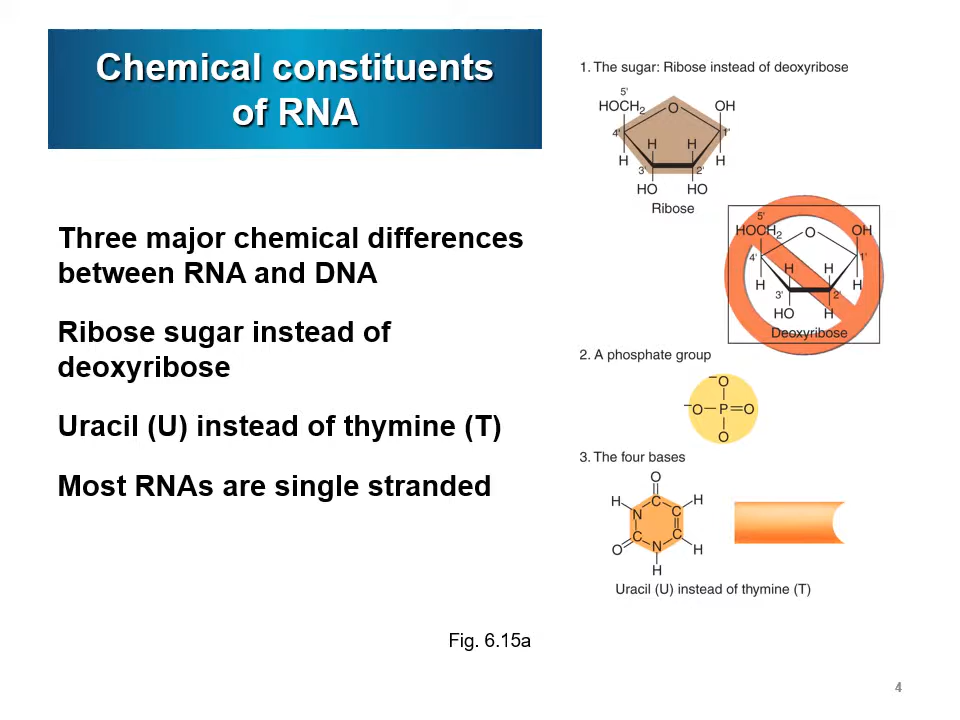 Chemical constituents
of RNA
Three major chemical differences
between RNA and DNA
Ribose sugar instead of
deoxyribose
Uracil (U) instead of thymine (T)
Most RNAs are single stranded
1. The sugar: Ribose instead of deoxyribose
5'
HOCH2 O OH
4' H H 1'
H 3' 2' H
HO HO
Ribose
5'
HOCH2 O OH
4' 1'
H H H H
3' 2'
HO H
Deoxyribose
2. A phosphate group
–O
–O P O
O
3. The four bases
O
H C H
N C
C C
O N H
H
Uracil (U) instead of thymine (T)
Fig. 6.15a
4